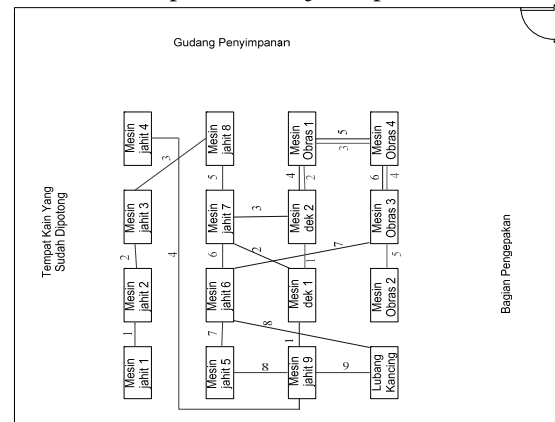 Gudang Penyimpanan
Tempat Kain Yang
Sudah Dipotong
Mesin
jahit 4
Mesin
jahit 8
Mesin
Obras 1
Mesin
Obras 4
3
5
4
2
5
3
6
4
Mesin
jahit 3
Mesin
jahit 7
Mesin
dek 2
Mesin
Obras 3
3
2
4
6
2
1
7
5
Mesin
jahit 2
Mesin
jahit 6
Mesin
dek 1
Mesin
Obras 2
1
7
8
1
Mesin
jahit 1
Mesin
jahit 5
8
Mesin
jahit 9
9
Lubang
Kancing
Bagian Pengepakan